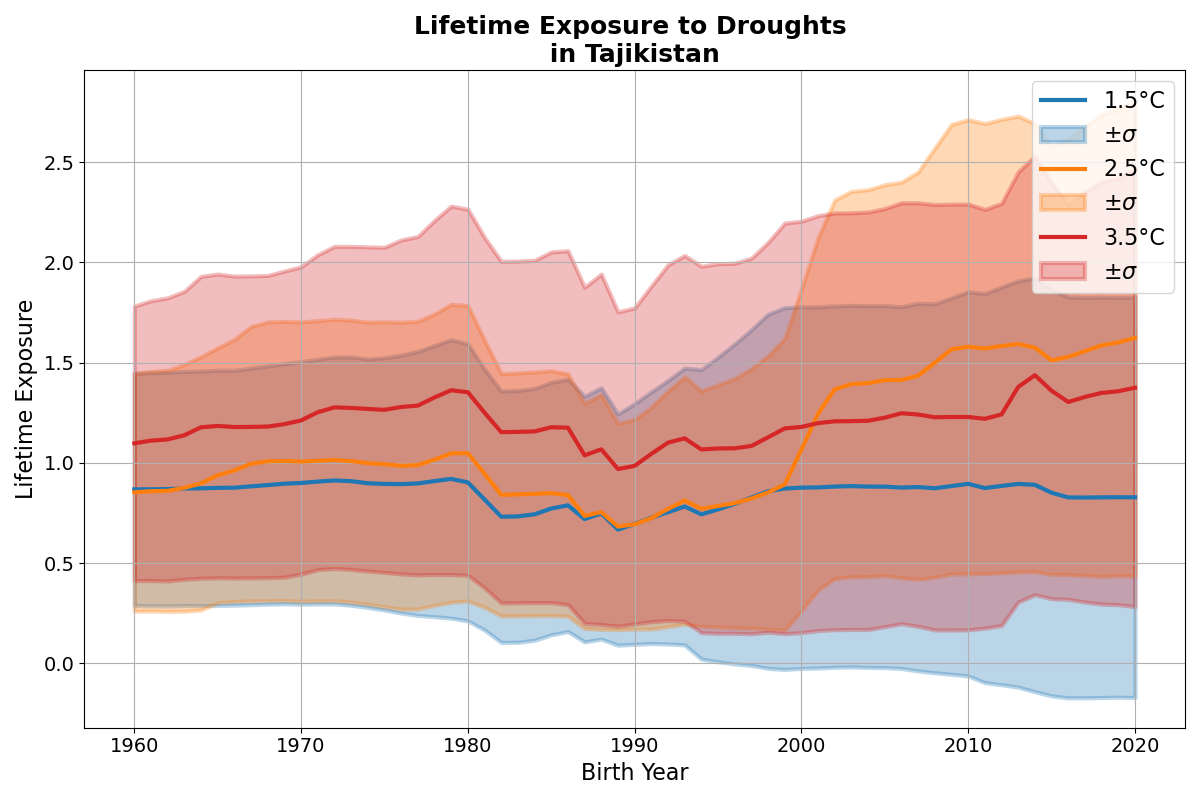 Lifetime Exposure to Droughts
in Tajikistan
1.5°C
±σ
2.5°C
±σ
3.5°C
±σ
Lifetime Exposure
2.5
2.0
1.5
1.0
0.5
0.0
1960 1970 1980 1990 2000 2010 2020
Birth Year